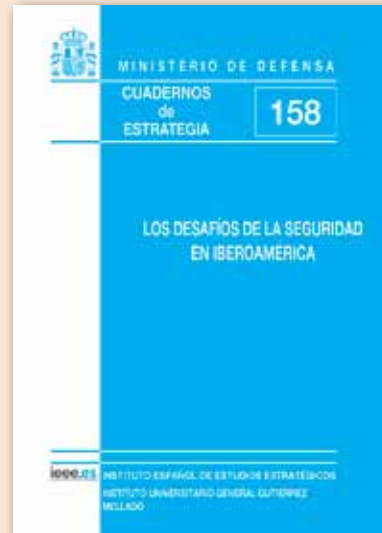 MINISTERIO DE DEFENSA
CUADERNOS
de
ESTRATEGIA
158
LOS DESAFÍOS DE LA SEGURIDAD
EN IBEROAMERICA
ieee.es
INSTITUTO ESPAÑOL DE ESTUDIOS ESTRATÉGICOS
INSTITUTO UNIVERSITARIO GENERAL GUTIÉRREZ
MELLADO